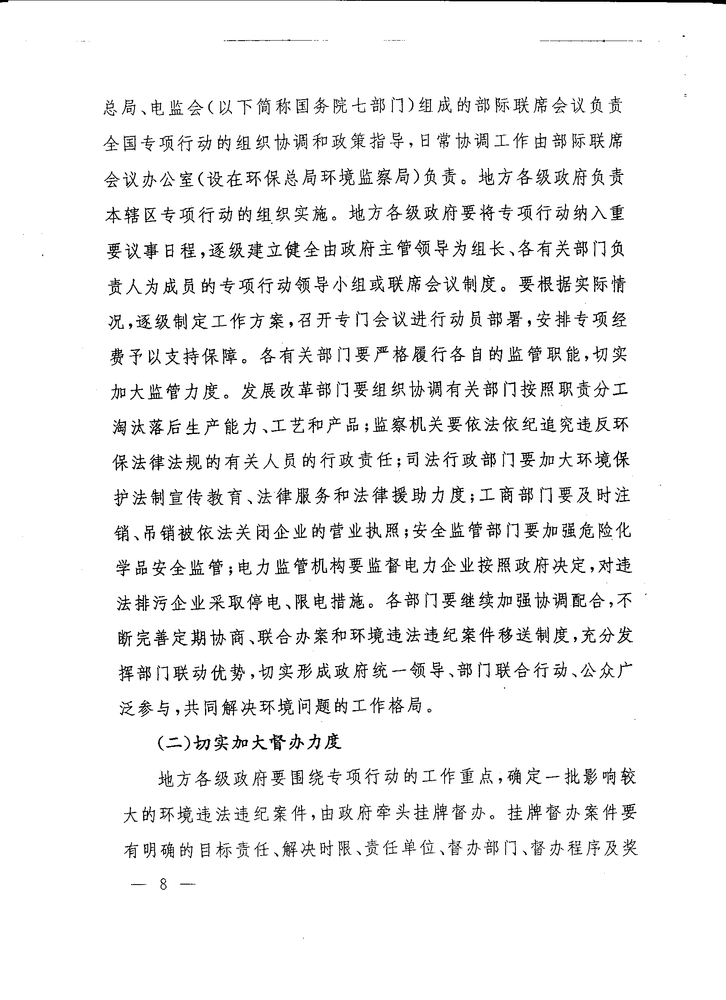 总局、电监会(以下简称国务院七部门)组成的部际联席会议负责
全国专项行动的组织协调和政策指导,日常协调工作由部际联席
会议办公室(设在环保总局环境监察局)负责。地方各级政府负责
本辖区专项行动的组织实施。地方各级政府要将专项行动纳入重
要议事日程,逐级建立健全由政府主管领导为组长、各有关部门负
责人为成员的专项行动领导小组或联席会议制度。要根据实际情
况,逐级制定工作方案,召开专门会议进行动员部署,安排专项经
费予以支持保障。各有关部门要严格履行各自的监管职能,切实
加大监管力度。发展改革部门要组织协调有关部门按照职责分工
淘汰落后生产能力、工艺和产品;监察机关要依法依纪追究违反环
保法律法规的有关人员的行政责任;司法行政部门要加大环境保
护法制宣传教育、法律服务和法律援助力度;工商部门要及时注
销、吊销被依法关闭企业的营业执照;安全监管部门要加强危险化
学品安全监管;电力监管机构要监督电力企业按照政府决定,对违
法排污企业采取停电、限电措施。各部门要继续加强协调配合,不
断完善定期协商、联合办案和环境违法违纪案件移送制度,充分发
挥部门联动优势,切实形成政府统一领导、部门联合行动、公众广
泛参与,共同解决环境问题的工作格局。
(二)切实加大督办力度
地方各级政府要围绕专项行动的工作重点,确定一批影响较
大的环境违法违纪案件,由政府牵头挂牌督办。挂牌督办案件要
有明确的目标责任、解决时限、责任单位、督办部门、督办程序及奖
— 8 —